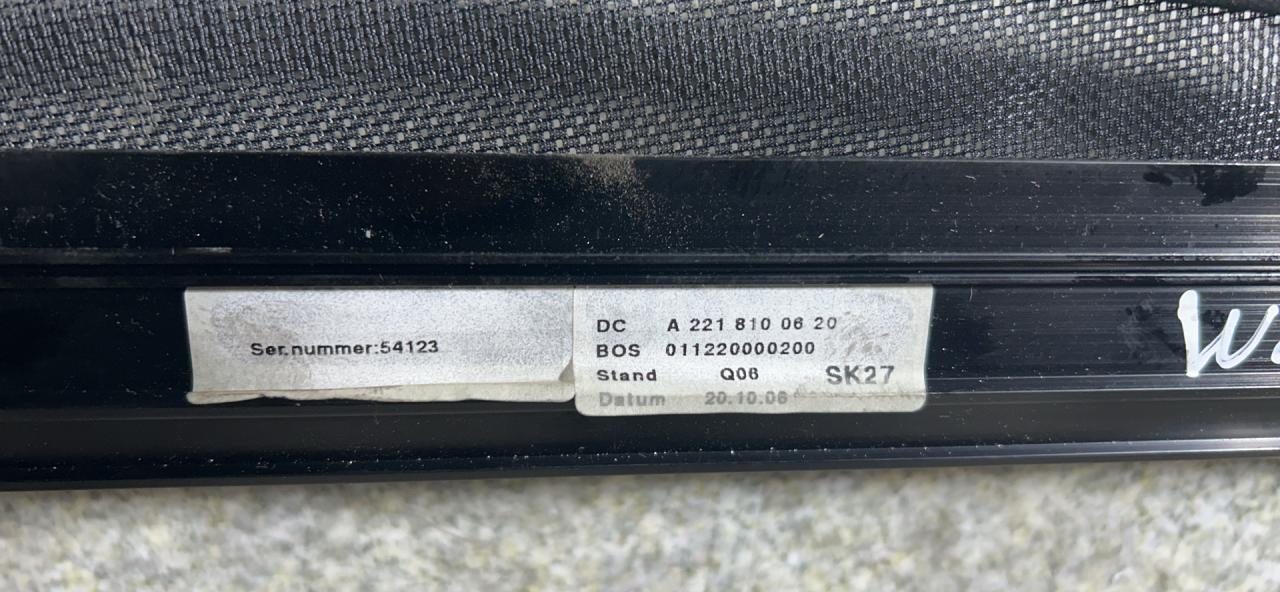 Ser.nummer:54123
DC A 221 810 06 20
BOS 011220000200
Stand Q06 SK27
Datum 20.10.06